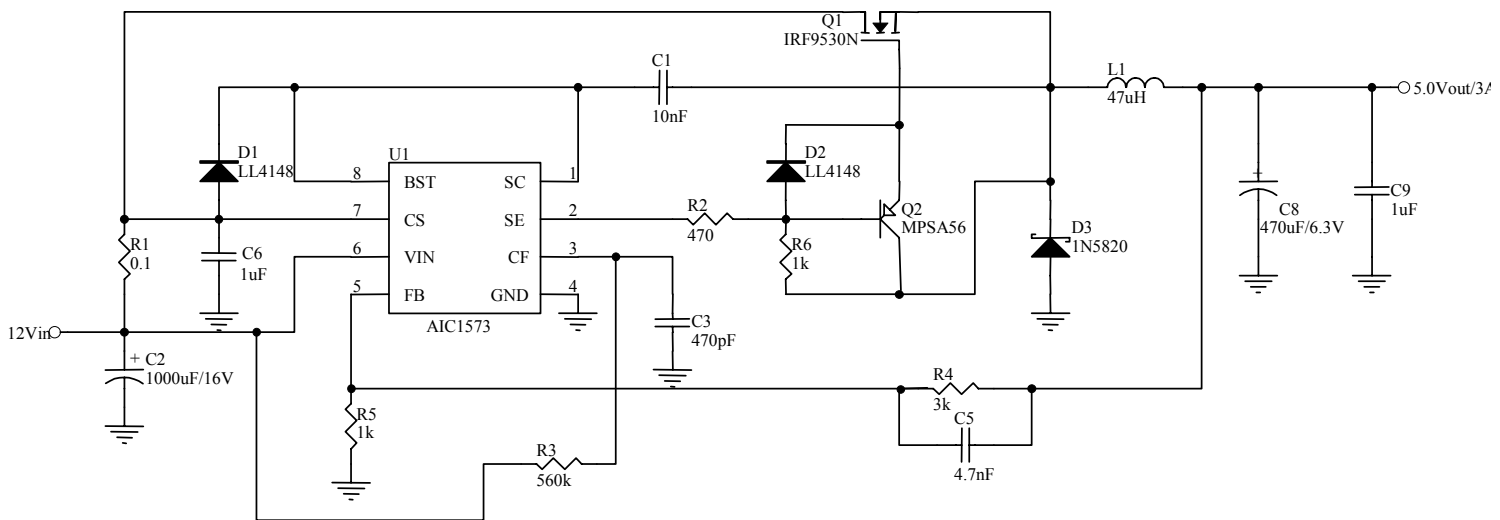 Q1
IRF9530N
C1
10nF
L1
47uH
5.0Vout/3A
D1
LL4148
U1
8
BST
SC
1
7
CS
SE
2
6
VIN
CF
3
5
FB
GND
4
AIC1573
D2
LL4148
R2
470
Q2
MPSA56
R6
1k
D3
1N5820
+
C8
470uF/6.3V
C9
1uF
R1
0.1
C6
1uF
12Vin
+
C2
1000uF/16V
C3
470pF
R4
3k
C5
4.7nF
R5
1k
R3
560k